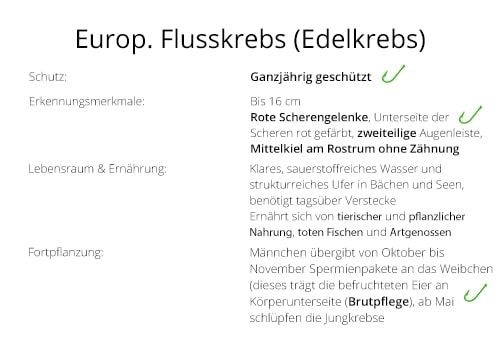 Europ. Flusskrebs (Edelkrebs)
Schutz: Ganzjährig geschützt
Erkennungsmerkmale: Bis 16 cm
Rote Scherengelenke, Unterseite der
Scheren rot gefärbt, zweiteilige Augenleiste,
Mittelkiel am Rostrum ohne Zähnung
Lebensraum & Ernährung: Klares, sauerstoffreiches Wasser und
strukturreiches Ufer in Bächen und Seen,
benötigt tagsüber Verstecke
Ernährt sich von tierischer und pflanzlicher
Nahrung, toten Fischen und Artgenossen
Fortpflanzung: Männchen übergibt von Oktober bis
November Spermienpakete an das Weibchen
(dieses trägt die befruchteten Eier an
Körperunterseite (Brutpflege), ab Mai
schlüpfen die Jungkrebse